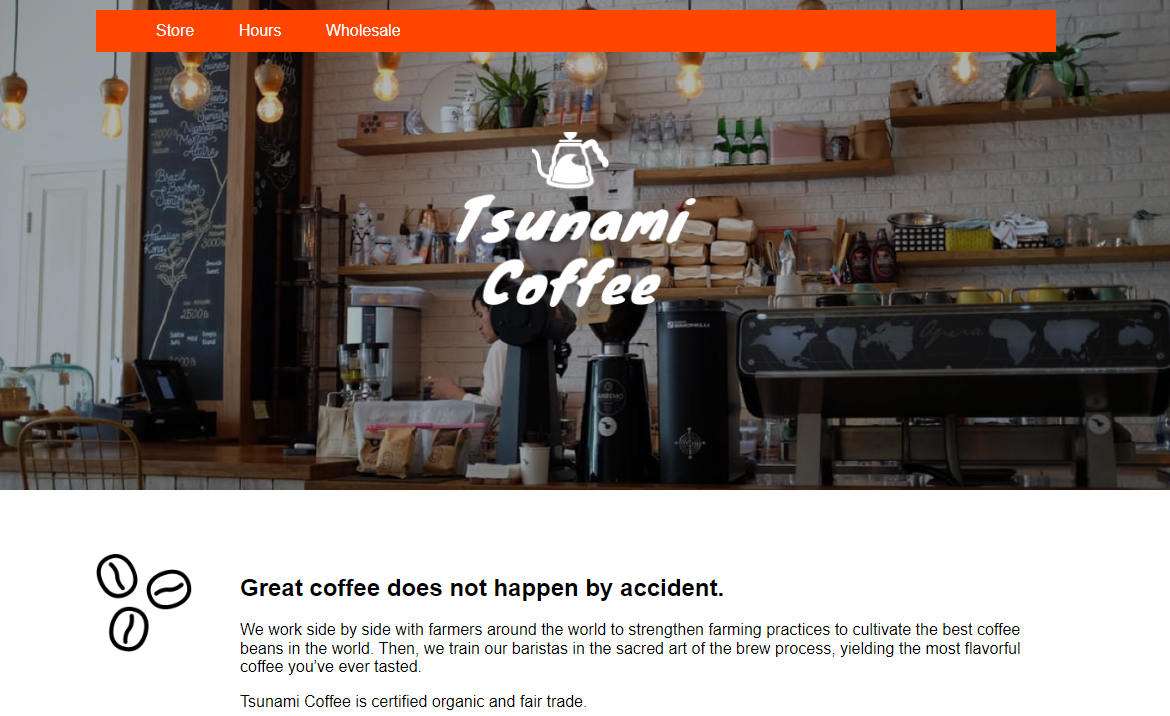 Store Hours Wholesale
Tsunami
Coffee
SIMONELLI
Great coffee does not happen by accident.
We work side by side with farmers around the world to strengthen farming practices to cultivate the best coffee
beans in the world. Then, we train our baristas in the sacred art of the brew process, yielding the most flavorful
coffee you’ve ever tasted.
Tsunami Coffee is certified organic and fair trade.